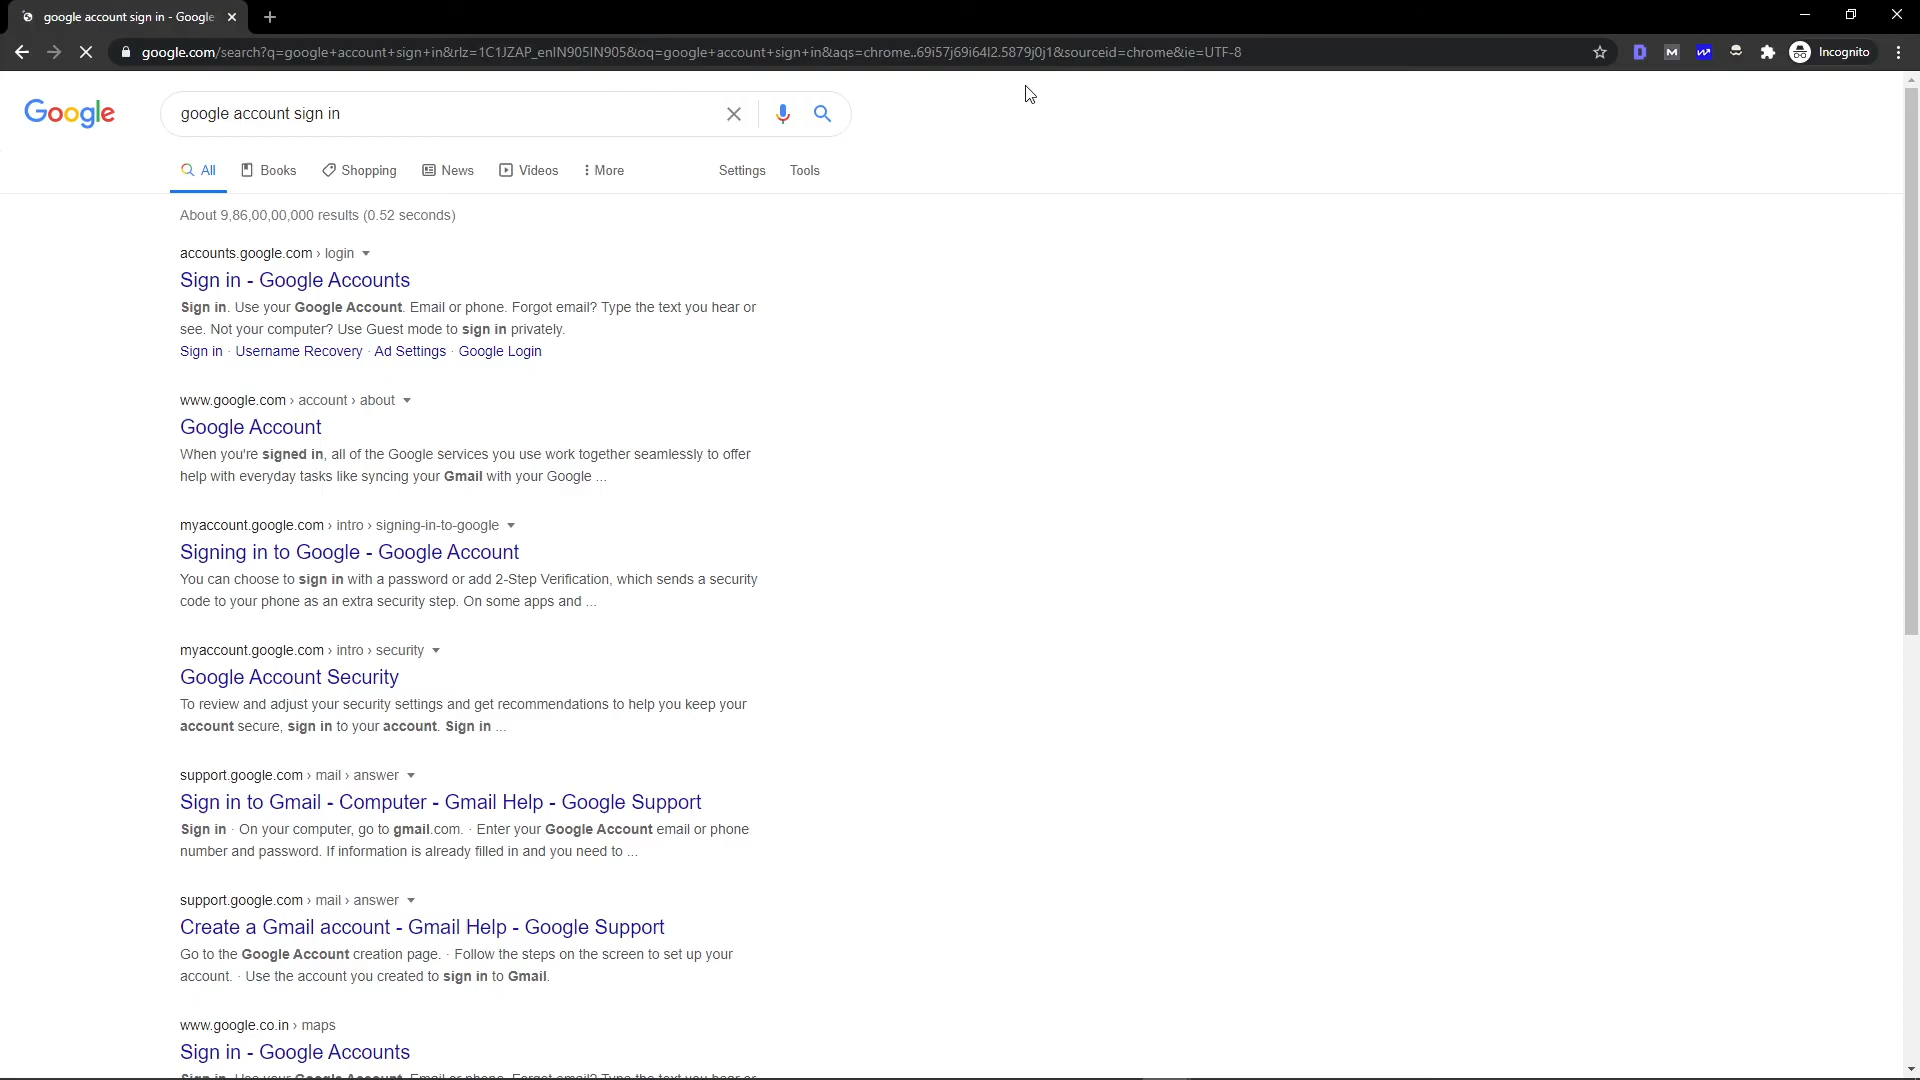 google account sign in - Google
google.com/search?q=google+account+sign+in&rlz=1C1JZAP_enIN905IN905&oq=google+account+sign+in&aqs=chrome..69i57j69i64l2.5879j0j1&sourceid=chrome&ie=UTF-8
Incognito
Google
google account sign in
All Books Shopping News Videos More Settings Tools
About 9,86,00,00,000 results (0.52 seconds)
accounts.google.com › login
Sign in - Google Accounts
Sign in. Use your Google Account. Email or phone. Forgot email? Type the text you hear or
see. Not your computer? Use Guest mode to sign in privately.
Sign in · Username Recovery · Ad Settings · Google Login
www.google.com › account › about
Google Account
When you're signed in, all of the Google services you use work together seamlessly to offer
help with everyday tasks like syncing your Gmail with your Google ...
myaccount.google.com › intro › signing-in-to-google
Signing in to Google - Google Account
You can choose to sign in with a password or add 2-Step Verification, which sends a security
code to your phone as an extra security step. On some apps and ...
myaccount.google.com › intro › security
Google Account Security
To review and adjust your security settings and get recommendations to help you keep your
account secure, sign in to your account. Sign in ...
support.google.com › mail › answer
Sign in to Gmail - Computer - Gmail Help - Google Support
Sign in · On your computer, go to gmail.com. · Enter your Google Account email or phone
number and password. If information is already filled in and you need to ...
support.google.com › mail › answer
Create a Gmail account - Gmail Help - Google Support
Go to the Google Account creation page. · Follow the steps on the screen to set up your
account. · Use the account you created to sign in to Gmail.
www.google.co.in › maps
Sign in - Google Accounts
Sign in. Use your Google Account. Email or phone. Forgot email? Type the text you hear or